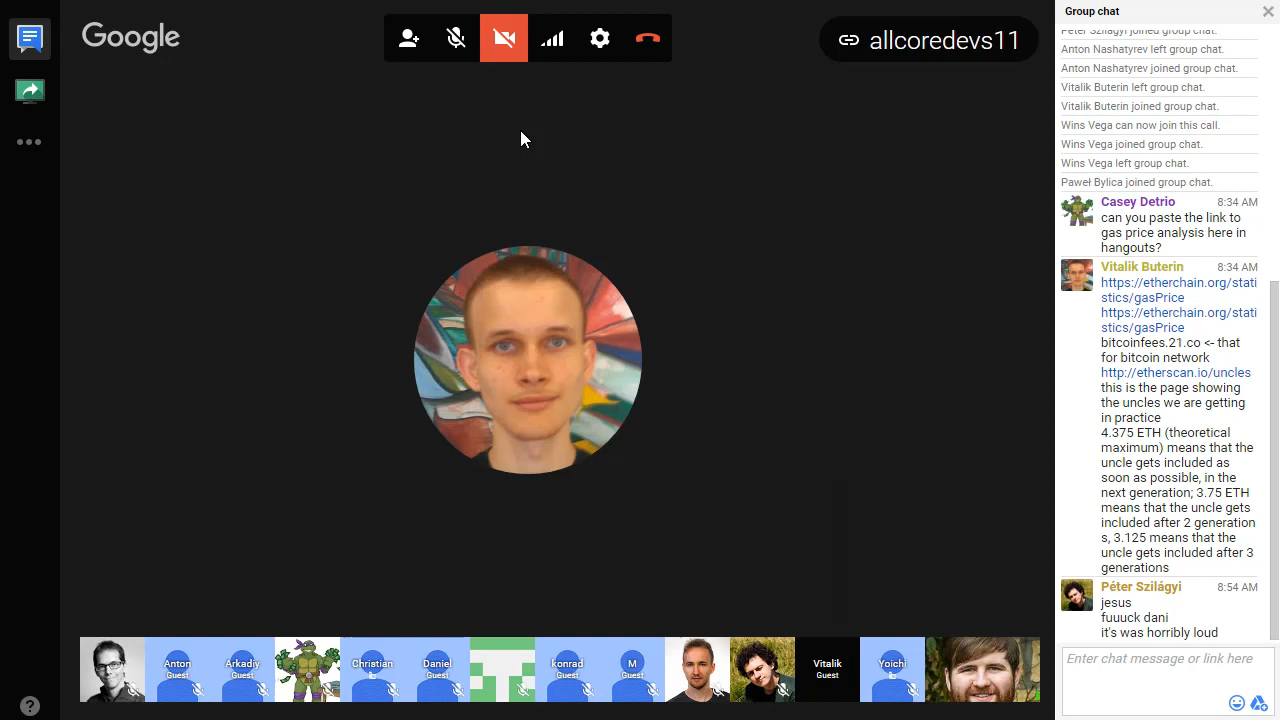 Google
allcoredevs11
Group chat
Péter Szilágyi joined group chat.
Anton Nashatyrev left group chat.
Anton Nashatyrev joined group chat.
Vitalik Buterin left group chat.
Vitalik Buterin joined group chat.
Wins Vega can now join this call.
Wins Vega joined group chat.
Wins Vega left group chat.
Paweł Bylica joined group chat.
Casey Detrio 8:34 AM
can you paste the link to
gas price analysis here in
hangouts?
Vitalik Buterin 8:34 AM
https://etherchain.org/stati
stics/gasPrice
https://etherchain.org/stati
stics/gasPrice
bitcoinfees.21.co <- that
for bitcoin network
http://etherscan.io/uncles
this is the page showing
the uncles we are getting
in practice
4.375 ETH (theoretical
maximum) means that the
uncle gets included as
soon as possible, in the
next generation; 3.75 ETH
means that the uncle gets
included after 2 generation
s, 3.125 means that the
uncle gets included after 3
generations
Péter Szilágyi 8:54 AM
jesus
fuuuck dani
it's was horribly loud
Enter chat message or link here
Anton
Guest
Arkadiy
Guest
Christian
Guest
Daniel
Guest
konrad
Guest
M
Guest
Vitalik
Guest
Yoichi
Guest